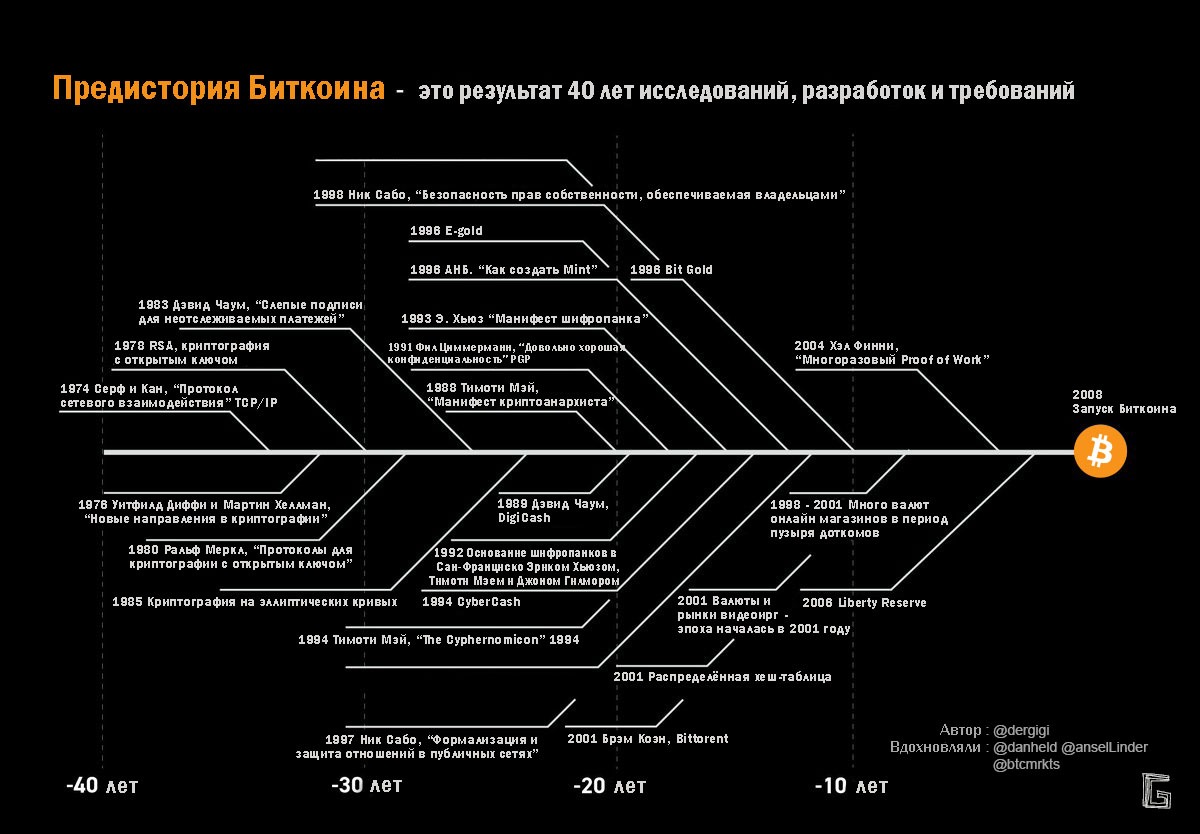 Предистория Биткоина - это результат 40 лет исследований, разработок и требований
1998 Ник Сабо, “Безопасность прав собственности, обеспечиваемая владельцами”
1996 E-gold
1996 АНБ. “Как создать Mint”
1996 Bit Gold
1983 Дэвид Чаум, “Слепые подписи
для неотслеживаемых платежей”
1993 Э. Хьюз “Манифест шифропанка”
1978 RSA, криптография
с открытым ключом
1991 Фил Циммерманн, “Довольно хорошая
конфиденциальность” PGP
2004 Хэл Финни,
“Многоразовый Proof of Work”
1974 Серф и Кан, “Протокол
сетевого взаимодействия” TCP/IP
1988 Тимоти Мэй,
“Манифест криптоанархиста”
2008
Запуск Биткоина
1976 Уитфилд Диффи и Мартин Хеллман,
“Новые направления в криптографии”
1989 Дэвид Чаум,
DigiCash
1998 - 2001 Много валют
онлайн магазинов в период
пузыря доткомов
1980 Ральф Меркл, “Протоколы для
криптографии с открытым ключом”
1992 Основание шифропанков в
Сан-Франциско Эриком Хьюзом,
Тимоти Мэем и Джоном Гилмором
1985 Криптография на эллиптических кривых
1994 CyberCash
2001 Валюты и
рынки видеоирг -
эпоха началась в 2001 году
2006 Liberty Reserve
1994 Тимоти Мэй, “The Cyphernomicon” 1994
2001 Распределённая хеш-таблица
1997 Ник Сабо, “Формализация и
защита отношений в публичных сетях”
2001 Брэм Коэн, Bittorent
Автор : @dergigi
Вдохновляли : @danheld @anselLinder
@btcmrkts
-40 лет
-30 лет
-20 лет
-10 лет